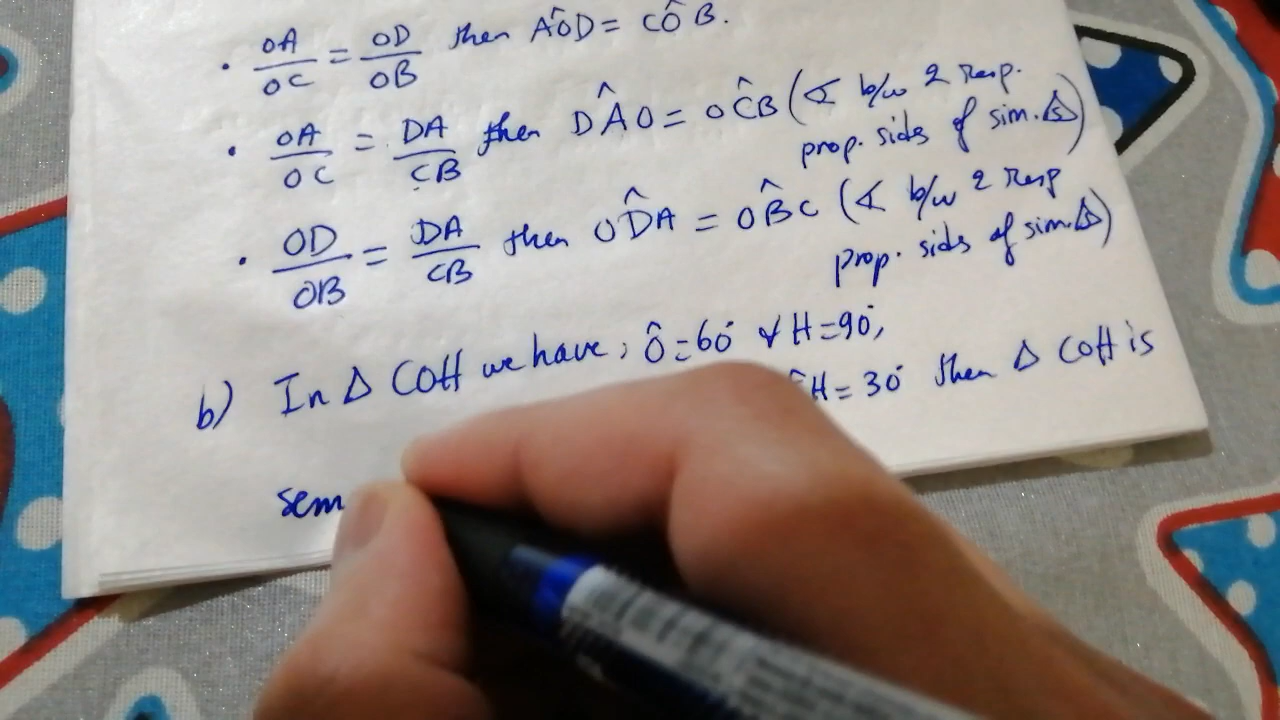 • OA/OC = OD/OB then AÔD = CÔB.
• OA/OC = DA/CB then DÂO = OĈB (∢ b/w 2 resp.
prop. sides of sim. Δs)
• OD/OB = DA/CB then OD̂A = OB̂C (∢ b/w 2 resp
prop. sides of sim. Δs)
b) In Δ COH we have, Ô = 60° & H = 90°,
H = 30° then Δ COH is
sem